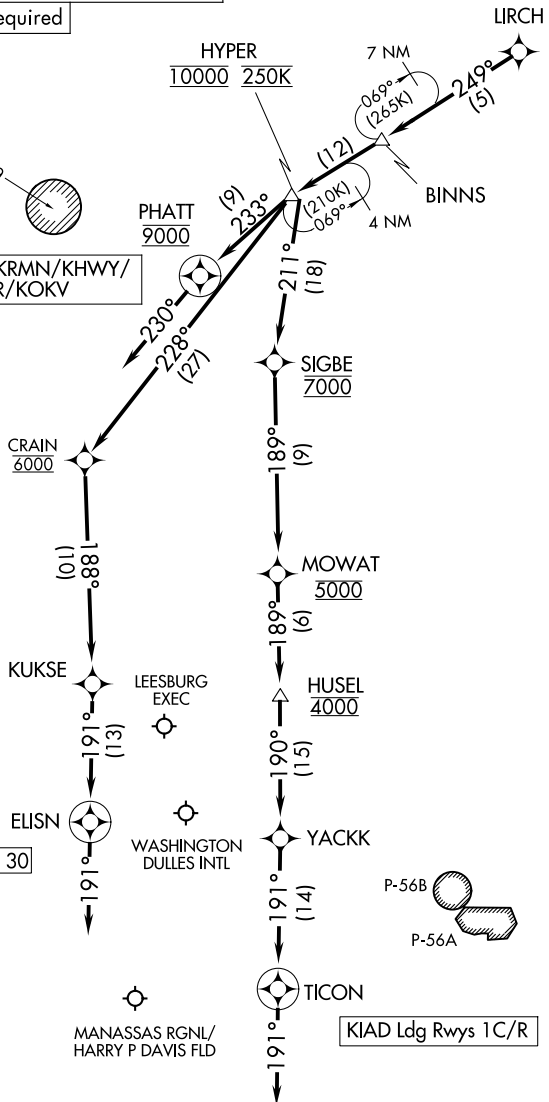 equired
LIRCH
HYPER
10000 250K
7 NM
069°
(265K)
249°
(5)
(12)
BINNS
9
PHATT
9000
(9)
233°
(210K)
069°
4 NM
KRMN/KHWY/
R/KOKV
211°
(18)
230°
228°
(27)
SIGBE
7000
CRAIN
6000
189°
(9)
188°
(10)
MOWAT
5000
189°
(6)
KUKSE
LEESBURG
EXEC
HUSEL
4000
191°
(13)
190°
(15)
ELISN
WASHINGTON
DULLES INTL
YACKK
30
191°
191°
(14)
P-56B
P-56A
TICON
MANASSAS RGNL/
HARRY P DAVIS FLD
KIAD Ldg Rwys 1C/R
191°